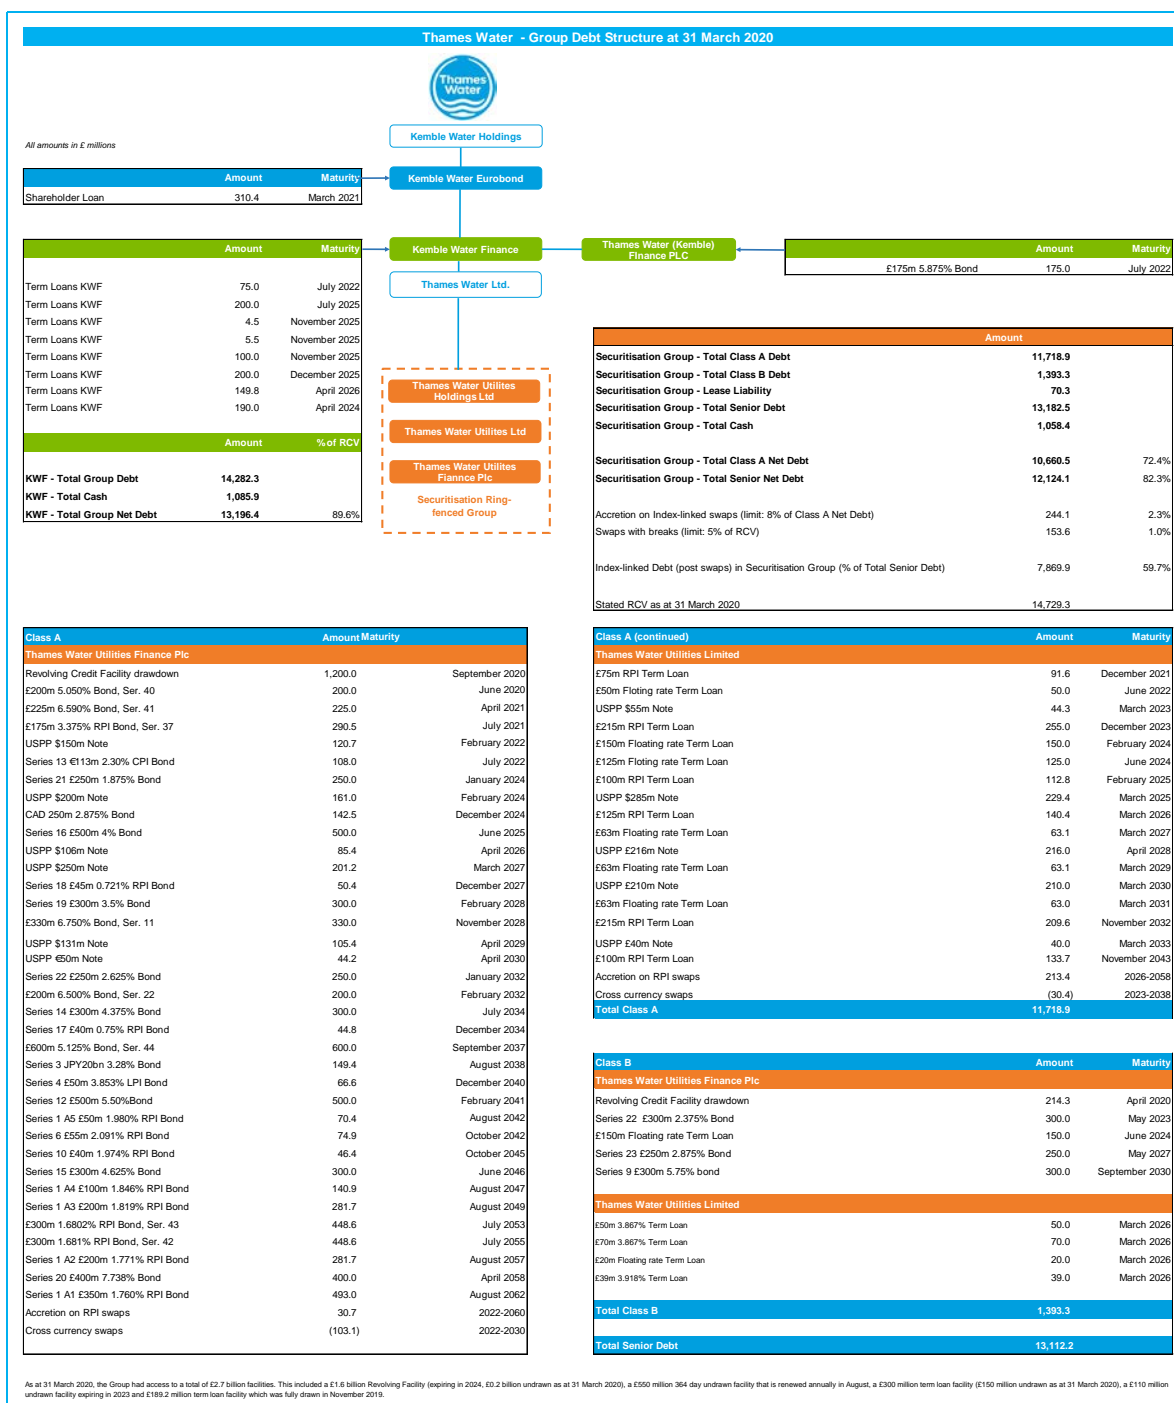 Thames Water - Group Debt Structure at 31 March 2020
Thames
Water
Kemble Water Holdings
All amounts in £ millions
Amount Maturity
Shareholder Loan 310.4 March 2021
Kemble Water Eurobond
Amount Maturity
Kemble Water Finance
Thames Water (Kemble)
FInance PLC
Amount Maturity
£175m 5.875% Bond 175.0 July 2022
Thames Water Ltd.
Term Loans KWF 75.0 July 2022
Term Loans KWF 200.0 July 2025
Term Loans KWF 4.5 November 2025
Term Loans KWF 5.5 November 2025
Term Loans KWF 100.0 November 2025
Term Loans KWF 200.0 December 2025
Term Loans KWF 149.8 April 2026
Term Loans KWF 190.0 April 2024
Amount % of RCV
KWF - Total Group Debt 14,282.3
KWF - Total Cash 1,085.9
KWF - Total Group Net Debt 13,196.4 89.6%
Thames Water Utilites
Holdings Ltd
Thames Water Utilites Ltd
Thames Water Utilites
Fiannce Plc
Securitisation Ring-
fenced Group
Amount
Securitisation Group - Total Class A Debt 11,718.9
Securitisation Group - Total Class B Debt 1,393.3
Securitisation Group - Lease Liability 70.3
Securitisation Group - Total Senior Debt 13,182.5
Securitisation Group - Total Cash 1,058.4
Securitisation Group - Total Class A Net Debt 10,660.5 72.4%
Securitisation Group - Total Senior Net Debt 12,124.1 82.3%
Accretion on Index-linked swaps (limit: 8% of Class A Net Debt) 244.1 2.3%
Swaps with breaks (limit: 5% of RCV) 153.6 1.0%
Index-linked Debt (post swaps) in Securitisation Group (% of Total Senior Debt) 7,869.9 59.7%
Stated RCV as at 31 March 2020 14,729.3
Class A Amount Maturity
Thames Water Utilities Finance Plc
Revolving Credit Facility drawdown 1,200.0 September 2020
£200m 5.050% Bond, Ser. 40 200.0 June 2020
£225m 6.590% Bond, Ser. 41 225.0 April 2021
£175m 3.375% RPI Bond, Ser. 37 290.5 July 2021
USPP $150m Note 120.7 February 2022
Series 13 €113m 2.30% CPI Bond 108.0 July 2022
Series 21 £250m 1.875% Bond 250.0 January 2024
USPP $200m Note 161.0 February 2024
CAD 250m 2.875% Bond 142.5 December 2024
Series 16 £500m 4% Bond 500.0 June 2025
USPP $106m Note 85.4 April 2026
USPP $250m Note 201.2 March 2027
Series 18 £45m 0.721% RPI Bond 50.4 December 2027
Series 19 £300m 3.5% Bond 300.0 February 2028
£330m 6.750% Bond, Ser. 11 330.0 November 2028
USPP $131m Note 105.4 April 2029
USPP €50m Note 44.2 April 2030
Series 22 £250m 2.625% Bond 250.0 January 2032
£200m 6.500% Bond, Ser. 22 200.0 February 2032
Series 14 £300m 4.375% Bond 300.0 July 2034
Series 17 £40m 0.75% RPI Bond 44.8 December 2034
£600m 5.125% Bond, Ser. 44 600.0 September 2037
Series 3 JPY20bn 3.28% Bond 149.4 August 2038
Series 4 £50m 3.853% LPI Bond 66.6 December 2040
Series 12 £500m 5.50%Bond 500.0 February 2041
Series 1 A5 £50m 1.980% RPI Bond 70.4 August 2042
Series 6 £55m 2.091% RPI Bond 74.9 October 2042
Series 10 £40m 1.974% RPI Bond 46.4 October 2045
Series 15 £300m 4.625% Bond 300.0 June 2046
Series 1 A4 £100m 1.846% RPI Bond 140.9 August 2047
Series 1 A3 £200m 1.819% RPI Bond 281.7 August 2049
£300m 1.6802% RPI Bond, Ser. 43 448.6 July 2053
£300m 1.681% RPI Bond, Ser. 42 448.6 July 2055
Series 1 A2 £200m 1.771% RPI Bond 281.7 August 2057
Series 20 £400m 7.738% Bond 400.0 April 2058
Series 1 A1 £350m 1.760% RPI Bond 493.0 August 2062
Accretion on RPI swaps 30.7 2022-2060
Cross currency swaps (103.1) 2022-2030
Class A (continued) Amount Maturity
Thames Water Utilities Limited
£75m RPI Term Loan 91.6 December 2021
£50m Floting rate Term Loan 50.0 June 2022
USPP $55m Note 44.3 March 2023
£215m RPI Term Loan 255.0 December 2023
£150m Floating rate Term Loan 150.0 February 2024
£125m Floting rate Term Loan 125.0 June 2024
£100m RPI Term Loan 112.8 February 2025
USPP $285m Note 229.4 March 2025
£125m RPI Term Loan 140.4 March 2026
£63m Floating rate Term Loan 63.1 March 2027
USPP £216m Note 216.0 April 2028
£63m Floating rate Term Loan 63.1 March 2029
USPP £210m Note 210.0 March 2030
£63m Floating rate Term Loan 63.0 March 2031
£215m RPI Term Loan 209.6 November 2032
USPP £40m Note 40.0 March 2033
£100m RPI Term Loan 133.7 November 2043
Accretion on RPI swaps 213.4 2026-2058
Cross currency swaps (30.4) 2023-2038
Total Class A 11,718.9
Class B Amount Maturity
Thames Water Utilities Finance Plc
Revolving Credit Facility drawdown 214.3 April 2020
Series 22 £300m 2.375% Bond 300.0 May 2023
£150m Floating rate Term Loan 150.0 June 2024
Series 23 £250m 2.875% Bond 250.0 May 2027
Series 9 £300m 5.75% bond 300.0 September 2030
Thames Water Utilities Limited
£50m 3.867% Term Loan 50.0 March 2026
£70m 3.867% Term Loan 70.0 March 2026
£20m Floating rate Term Loan 20.0 March 2026
£39m 3.918% Term Loan 39.0 March 2026
Total Class B 1,393.3
Total Senior Debt 13,112.2
As at 31 March 2020, the Group had access to a total of £2.7 billion facilities. This included a £1.6 billion Revolving Facility (expiring in 2024, £0.2 billion undrawn as at 31 March 2020), a £550 million 364 day undrawn facility that is renewed annually in August, a £300 million term loan facility (£150 million undrawn as at 31 March 2020), a £110 million
undrawn facility expiring in 2023 and £189.2 million term loan facility which was fully drawn in November 2019.